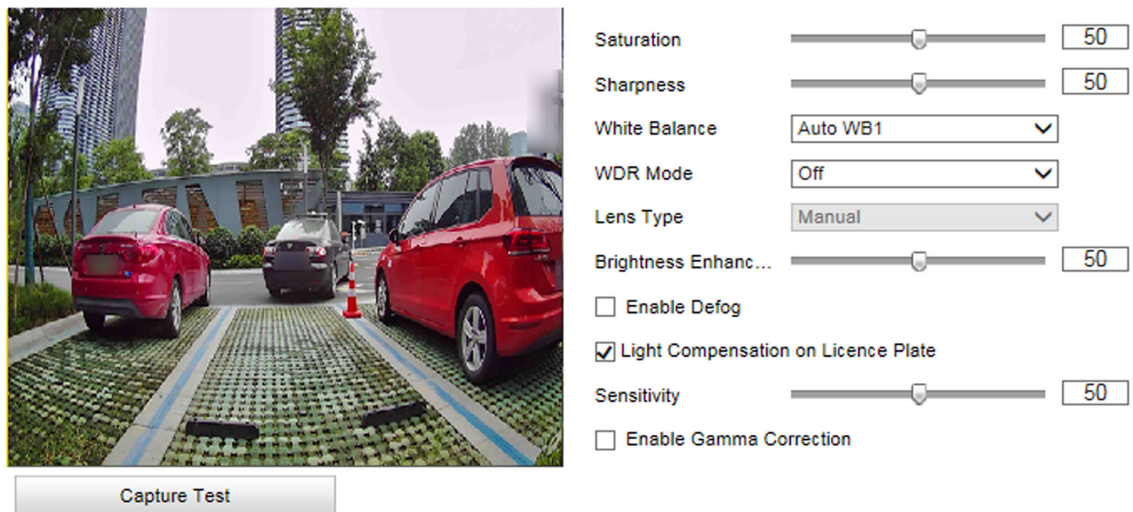 Saturation 50
Sharpness 50
White Balance Auto WB1
WDR Mode Off
Lens Type Manual
Brightness Enhanc... 50
Enable Defog
Light Compensation on Licence Plate
Sensitivity 50
Enable Gamma Correction
Capture Test